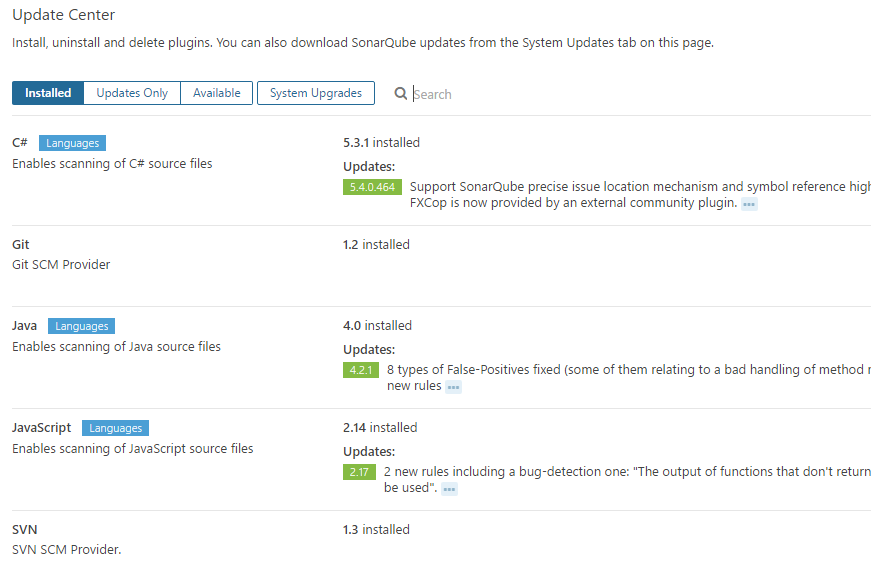 Update Center
Install, uninstall and delete plugins. You can also download SonarQube updates from the System Updates tab on this page.
Installed Updates Only Available System Upgrades Search
C# Languages 5.3.1 installed
Enables scanning of C# source files
Updates:
5.4.0.464 Support SonarQube precise issue location mechanism and symbol reference
FXCop is now provided by an external community plugin. •••
Git 1.2 installed
Git SCM Provider
Java Languages 4.0 installed
Enables scanning of Java source files
Updates:
4.2.1 8 types of False-Positives fixed (some of them relating to a bad handling of method
new rules •••
JavaScript Languages 2.14 installed
Enables scanning of JavaScript source files
Updates:
2.17 2 new rules including a bug-detection one: "The output of functions that don't return
be used". •••
SVN 1.3 installed
SVN SCM Provider.